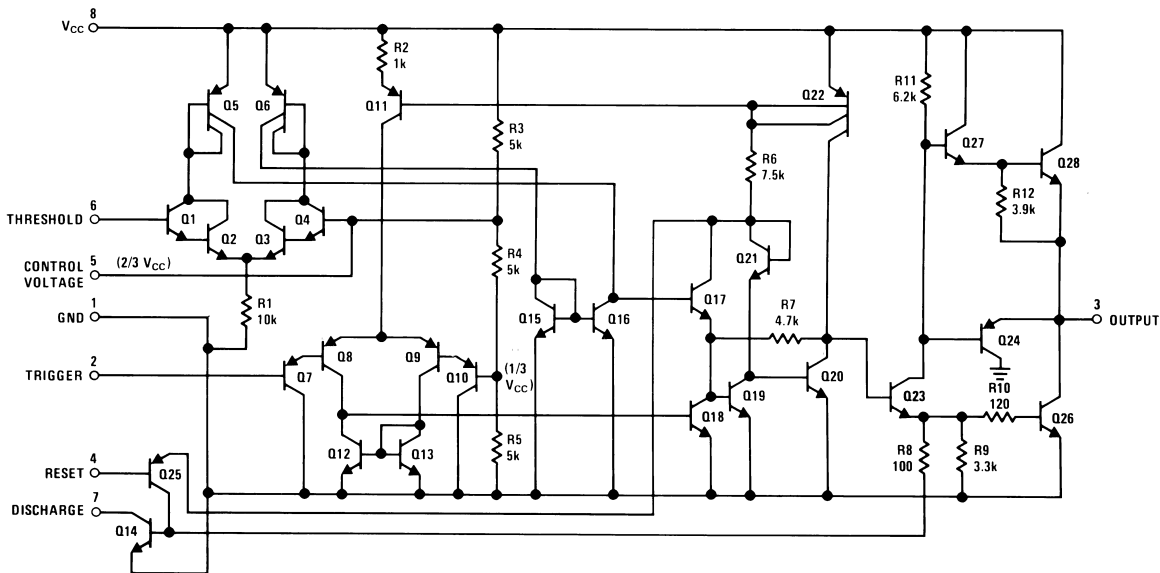 8
VCC
R2
1k
Q5
Q6
Q11
R3
5k
Q22
R11
6.2k
Q27
Q28
R6
7.5k
R12
3.9k
6
THRESHOLD
Q1
Q2
Q3
Q4
5
CONTROL
VOLTAGE
(2/3 VCC)
R4
5k
Q21
1
GND
R1
10k
Q15
Q16
Q17
R7
4.7k
3
OUTPUT
Q24
2
TRIGGER
Q7
Q8
Q9
Q10
(1/3
VCC)
Q18
Q19
Q20
Q23
R10
120
Q26
4
RESET
Q25
Q12
Q13
R5
5k
R8
100
R9
3.3k
7
DISCHARGE
Q14